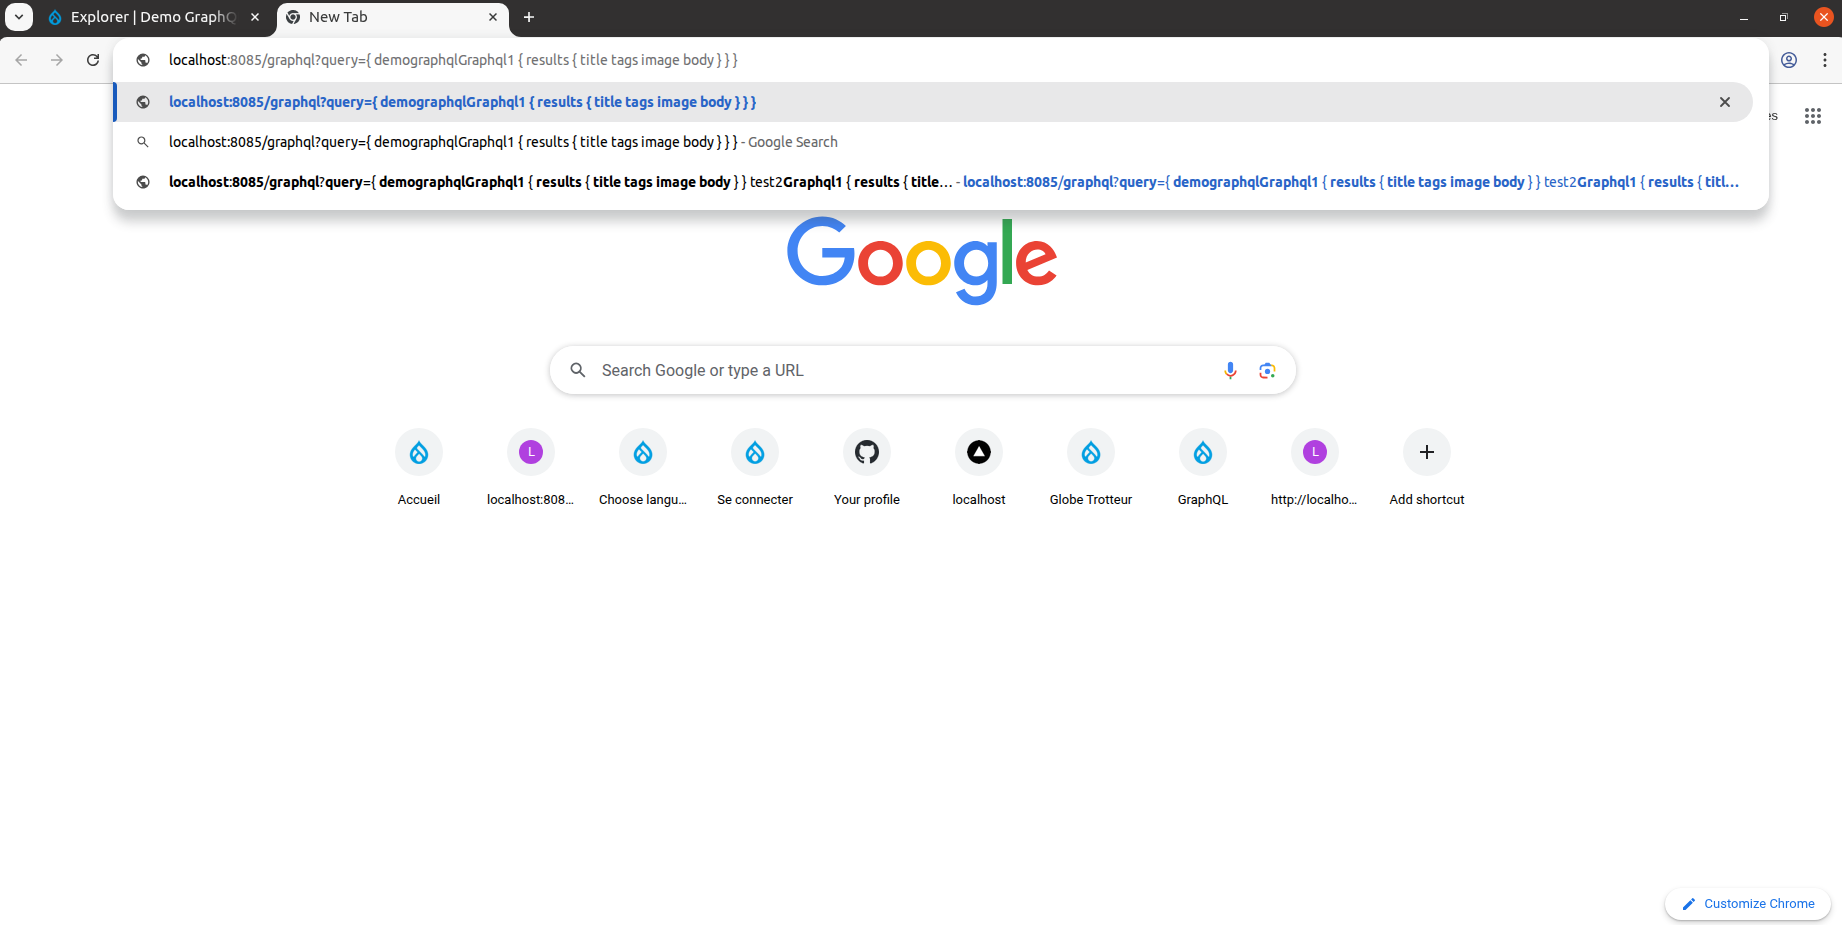 Explorer | Demo GraphQ
New Tab
localhost:8085/graphql?query={ demographqlGraphql1 { results { title tags image body } } }
localhost:8085/graphql?query={ demographqlGraphql1 { results { title tags image body } } }
es
localhost:8085/graphql?query={ demographqlGraphql1 { results { title tags image body } } } - Google Search
localhost:8085/graphql?query={ demographqlGraphql1 { results { title tags image body } } test2Graphql1 { results { title... - localhost:8085/graphql?query={ demographqlGraphql1 { results { title tags image body } } test2Graphql1 { results { titl...
Google
Search Google or type a URL
L
L
Accueil
localhost:808...
Choose langu...
Se connecter
Your profile
localhost
Globe Trotteur
GraphQL
http://localho...
Add shortcut
Customize Chrome